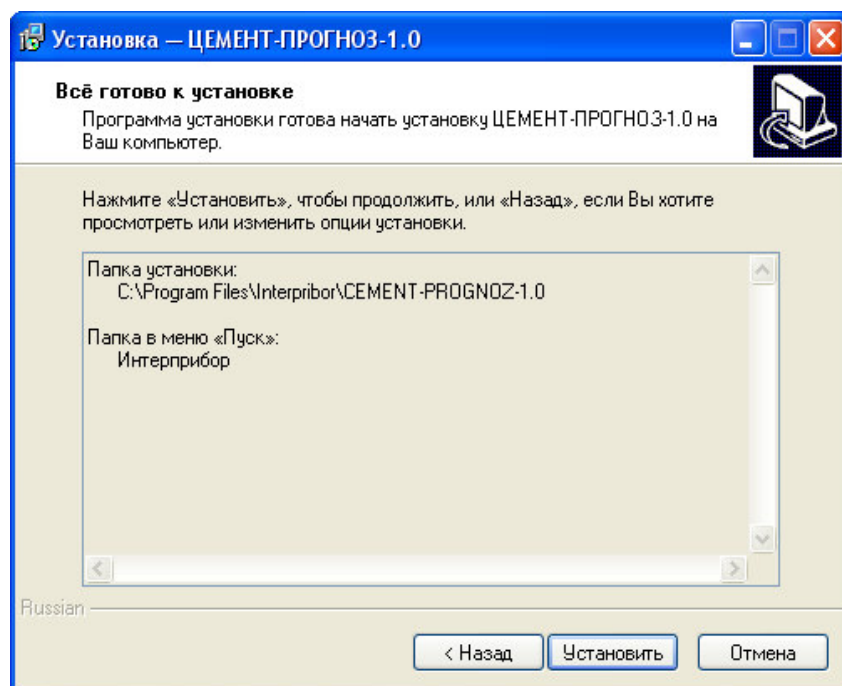 Установка — ЦЕМЕНТ-ПРОГНОЗ-1.0
Всё готово к установке
Программа установки готова начать установку ЦЕМЕНТ-ПРОГНОЗ-1.0 на
Ваш компьютер.
Нажмите «Установить», чтобы продолжить, или «Назад», если Вы хотите
просмотреть или изменить опции установки.
Папка установки:
C:\Program Files\Interpribor\CEMENT-PROGNOZ-1.0
Папка в меню «Пуск»:
Интерприбор
Russian
< Назад
Установить
Отмена